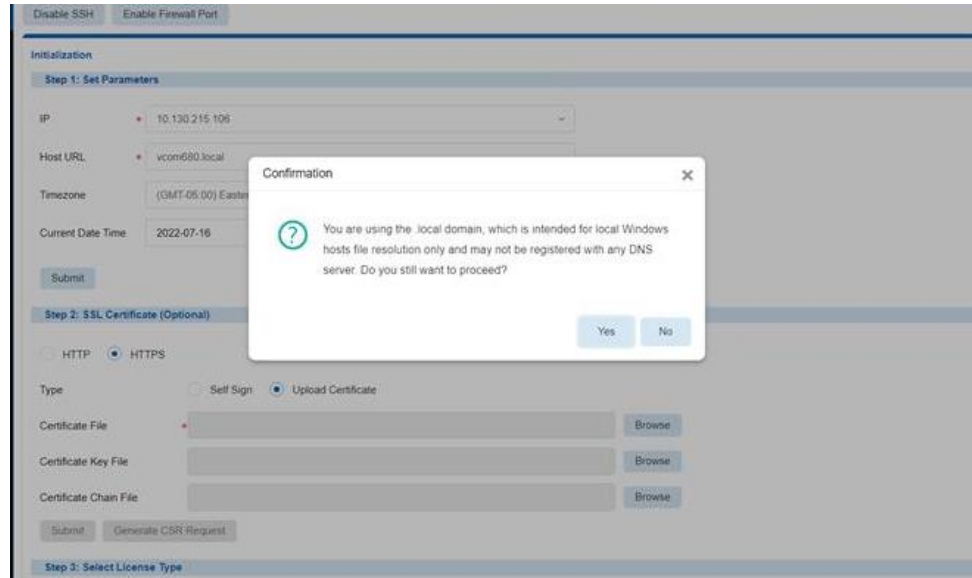 Disable SSH Enable Firewall Port
Initialization
Step 1: Set Parameters
IP * 10.130.215.106
Host URL * vcom680.local
Timezone (GMT-05:00) Easte
Current Date Time 2022-07-16
Submit
Confirmation
You are using the .local domain, which is intended for local Windows
hosts file resolution only and may not be registered with any DNS
server. Do you still want to proceed?
Yes No
Step 2: SSL Certificate (Optional)
HTTP HTTPS
Type Self Sign Upload Certificate
Certificate File * Browse
Certificate Key File Browse
Certificate Chain File Browse
Submit Generate CSR Request
Step 3: Select License Type